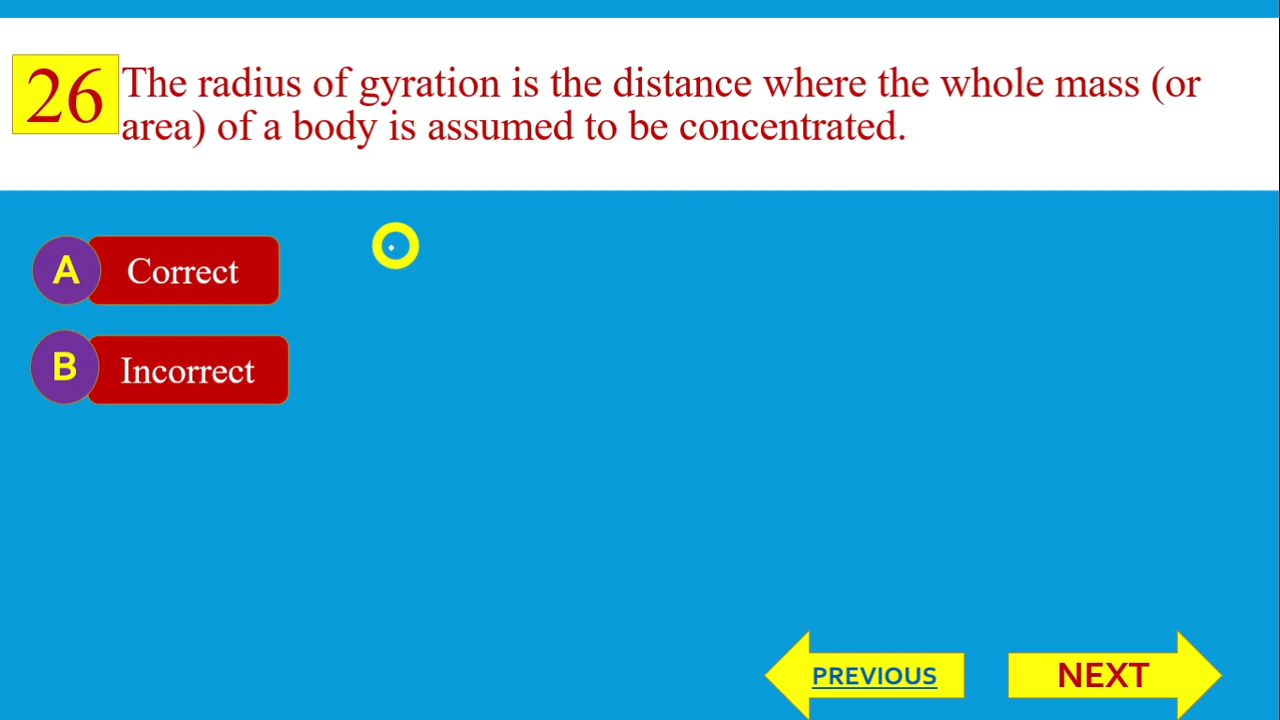 26
The radius of gyration is the distance where the whole mass (or
area) of a body is assumed to be concentrated.
A Correct
B Incorrect
PREVIOUS NEXT